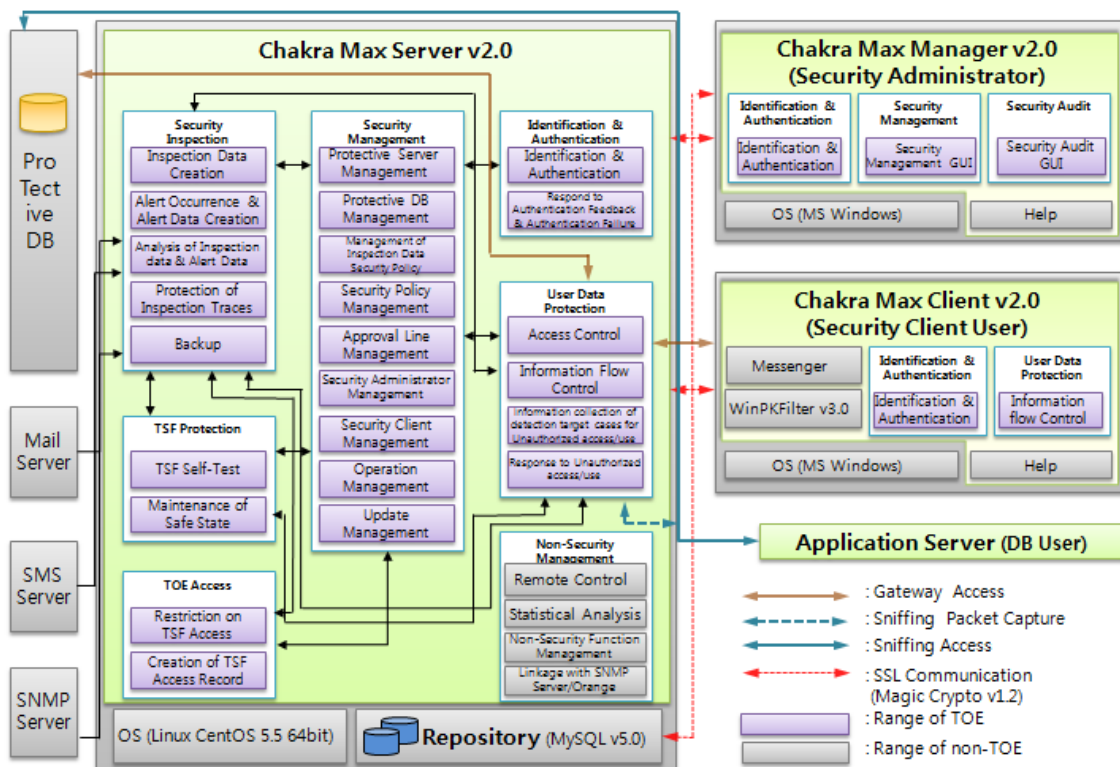 Pro
Tect
ive
DB
Mail
Server
SMS
Server
SNMP
Server
Chakra Max Server v2.0
Security
Inspection
Inspection Data
Creation
Alert Occurrence &
Alert Data Creation
Analysis of Inspection
data & Alert Data
Protection of
Inspection Traces
Backup
TSF Protection
TSF Self-Test
Maintenance of
Safe State
TOE Access
Restriction on
TSF Access
Creation of TSF
Access Record
Security
Management
Protective Server
Management
Protective DB
Management
Management of
Inspection Data
Security Policy
Security Policy
Management
Approval Line
Management
Security Administrator
Management
Security Client
Management
Operation
Management
Update
Management
Identification &
Authentication
Identification &
Authentication
Respond to
Authentication Feedback
& Authentication Failure
User Data
Protection
Access Control
Information Flow
Control
Information collection of
detection target cases for
Unauthorized access/use
Response to Unauthorized
access/use
Non-Security
Management
Remote Control
Statistical Analysis
Non-Security Function
Management
Linkage with SNMP
Server/Orange
OS (Linux CentOS 5.5 64bit)
Repository (MySQL v5.0)
Chakra Max Manager v2.0
(Security Administrator)
Identification &
Authentication
Identification &
Authentication
Security
Management
Security
Management GUI
Security Audit
Security Audit
GUI
OS (MS Windows)
Help
Chakra Max Client v2.0
(Security Client User)
Messenger
WinPKFilter v3.0
Identification &
Authentication
Identification &
Authentication
User Data
Protection
Information
flow Control
OS (MS Windows)
Help
Application Server (DB User)
: Gateway Access
: Sniffing Packet Capture
: Sniffing Access
: SSL Communication
(Magic Crypto v1.2)
: Range of TOE
: Range of non-TOE